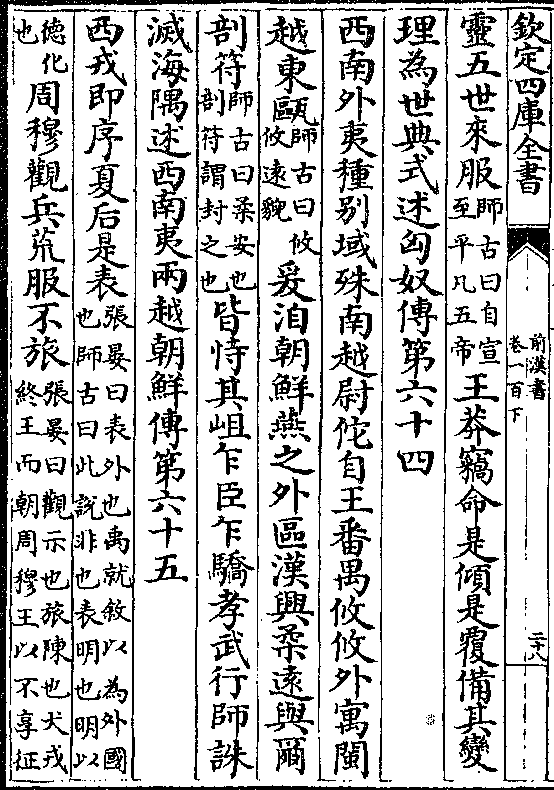 欽定四庫全書
前漢書
卷一百下
二十八
靈五世來服師古曰自宣至平凡五帝王莽竊命是傾是覆備其變
理為世典式述匈奴傳第六十四
西南外夷種别域殊南越尉佗自王番禺攸攸外寓閩
越東甌師古曰攸攸遠貌爰洎朝鮮燕之外區漢興柔遠與爾
剖符師古曰柔安也剖符謂封之也皆恃其岨乍臣乍驕孝武行師誅
滅海隅述西南夷兩越朝鮮傳第六十五
西戎即序夏后是表張晏曰表外也禹就敘以為外國也師古曰此說非也表明也明以
德化也周穆觀兵荒服不旅張晏曰觀示也旅陳也犬戎終王而朝周穆王以不享征